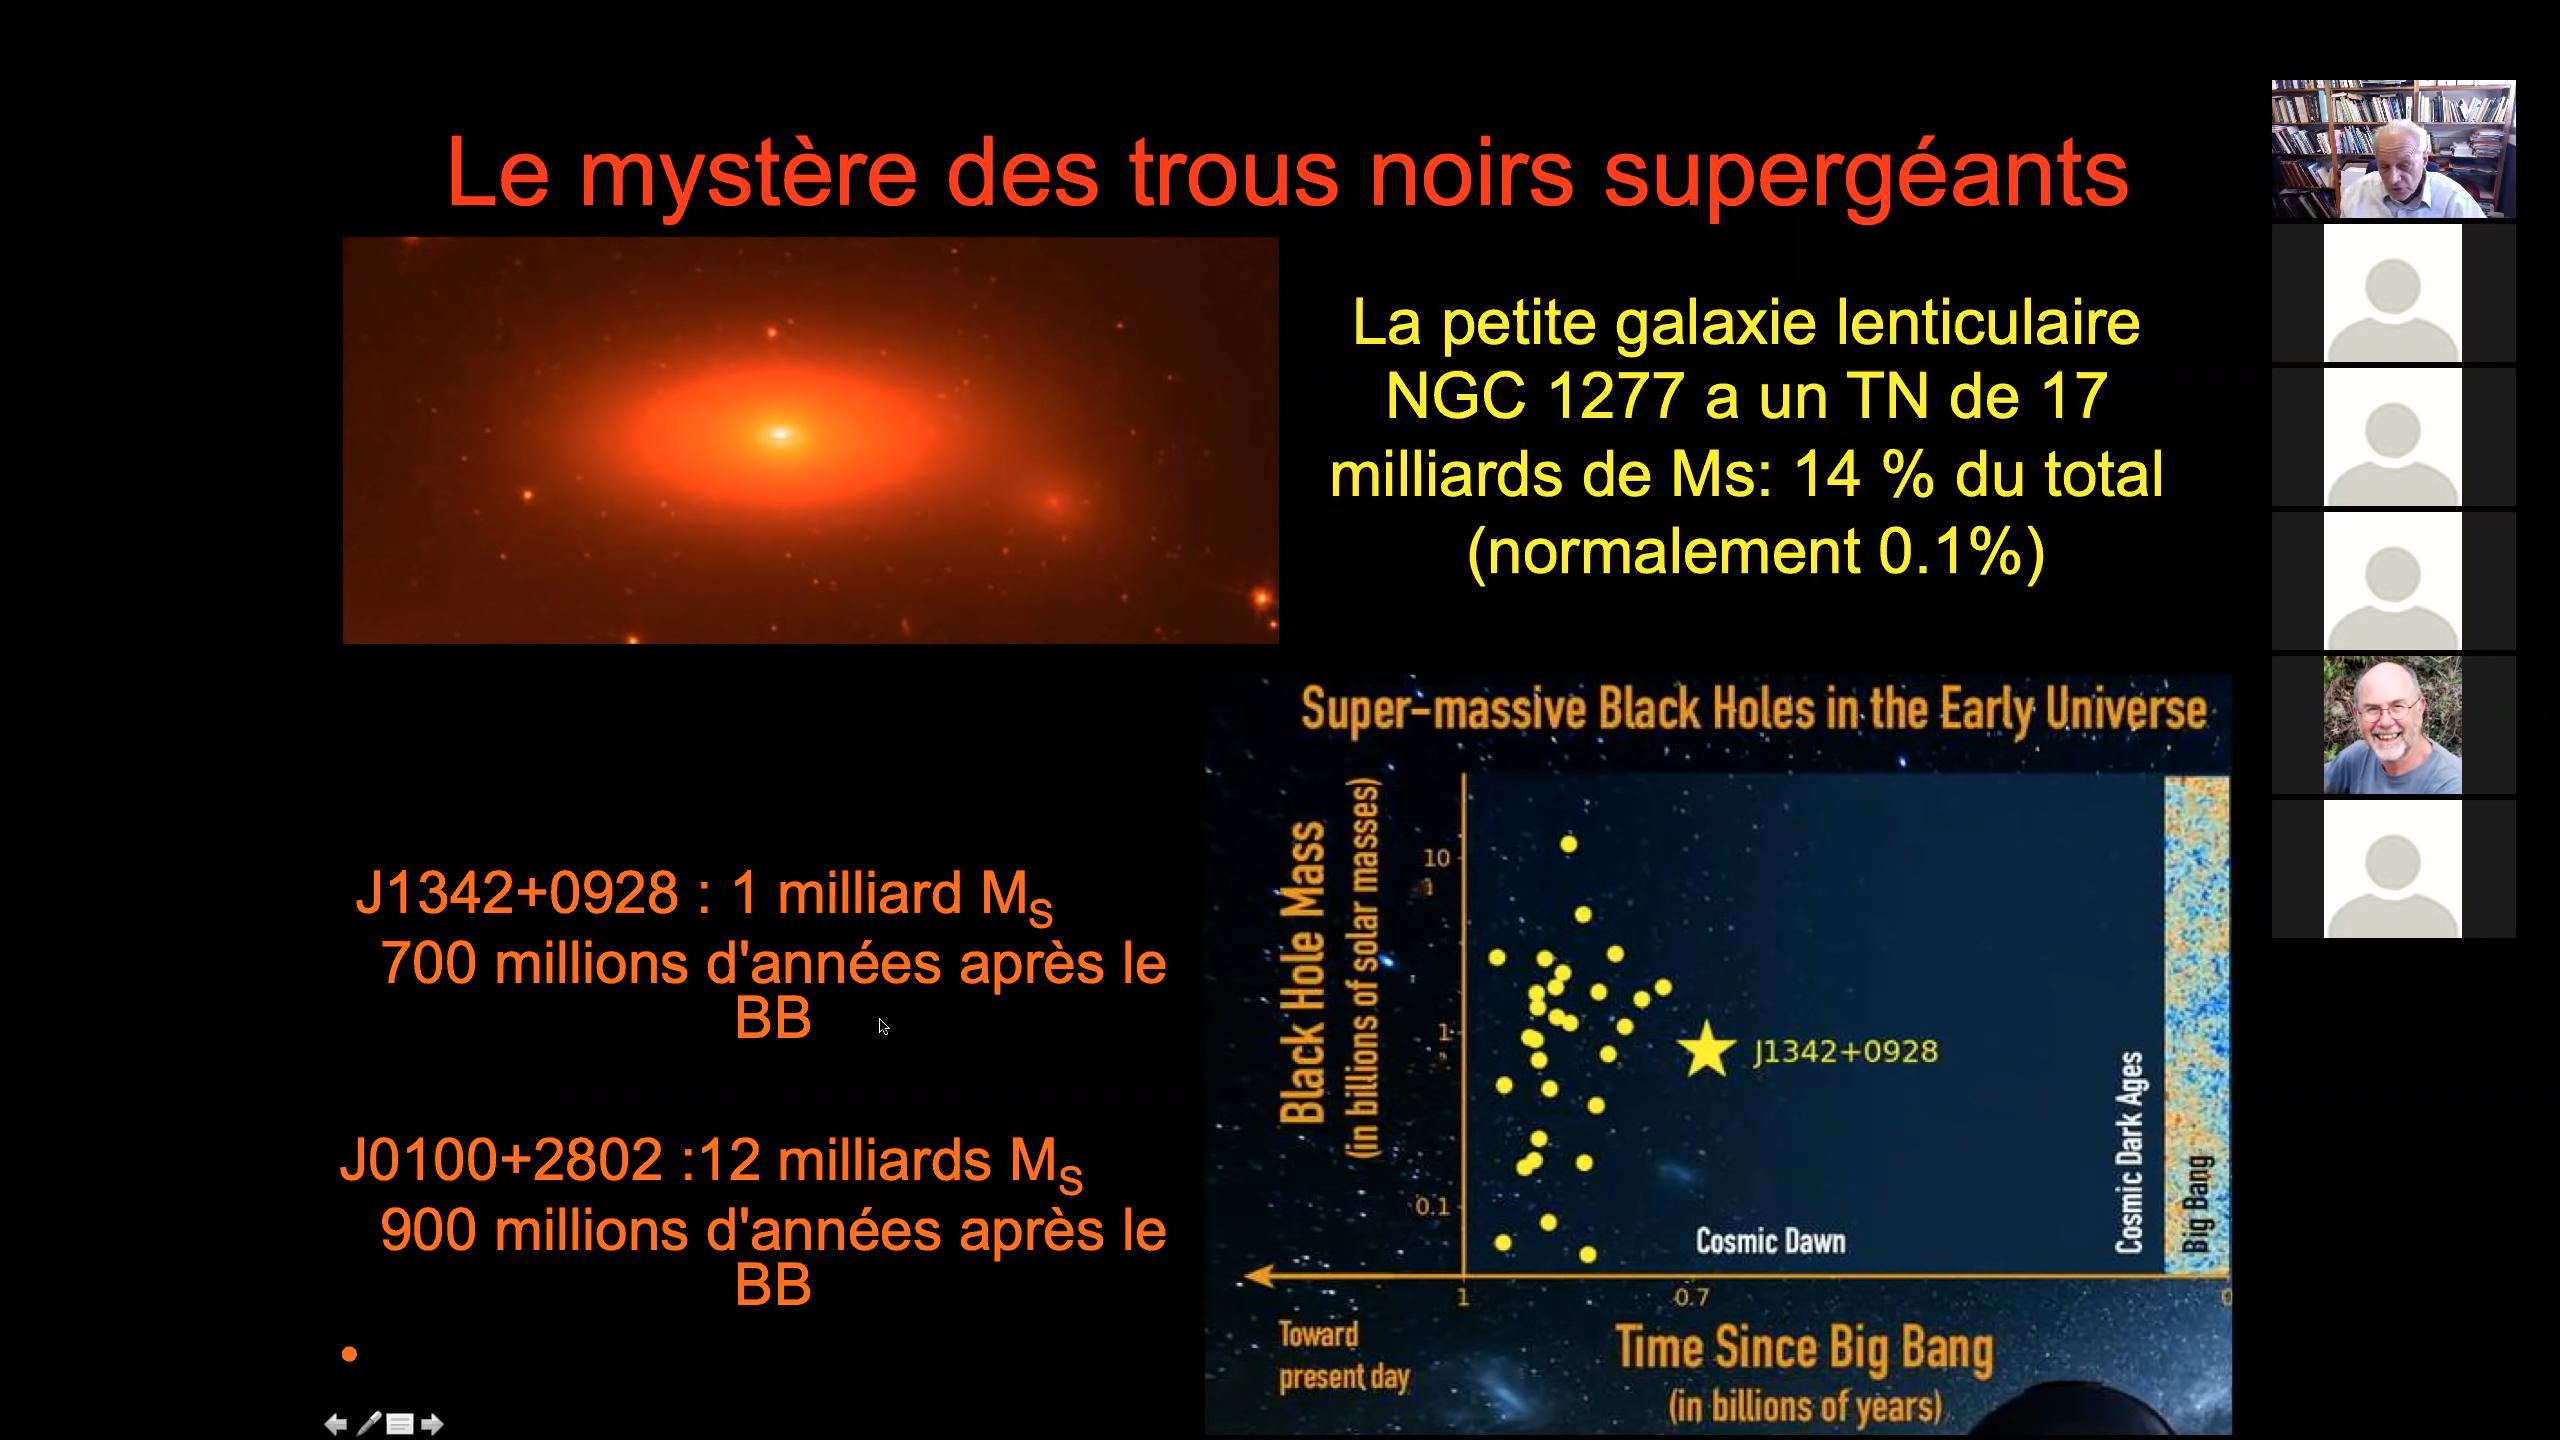 Le mystère des trous noirs supergéants
La petite galaxie lenticulaire
NGC 1277 a un TN de 17
milliards de Ms: 14 % du total
(normalement 0.1%)
J1342+0928 : 1 milliard MS
700 millions d'années après le
BB
J0100+2802 :12 milliards MS
900 millions d'années après le
BB
Super-massive Black Holes in the Early Universe
Black Hole Mass
(in billions of solar masses)
10
1
0.1
J1342+0928
Cosmic Dawn
Cosmic Dark Ages
Big Bang
1
0.7
0
Toward
present day
Time Since Big Bang
(in billions of years)